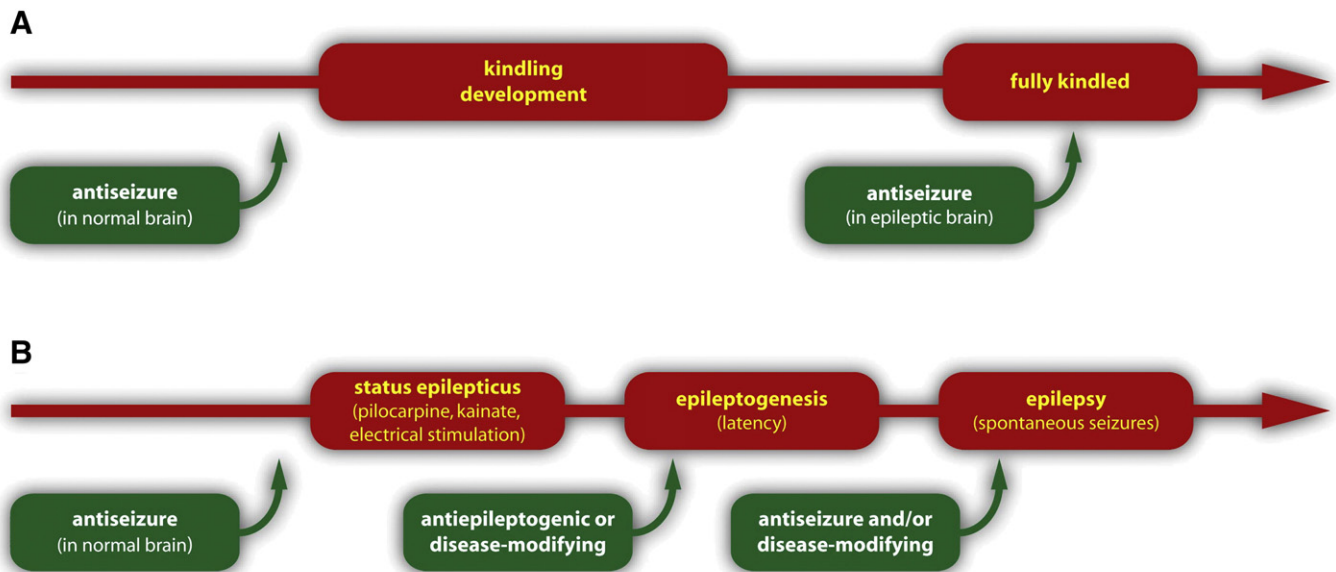 A
kindling
development
fully kindled
antiseizure
(in normal brain)
antiseizure
(in epileptic brain)
B
status epilepticus
(pilocarpine, kainate,
electrical stimulation)
epileptogenesis
(latency)
epilepsy
(spontaneous seizures)
antiseizure
(in normal brain)
antiepileptogenic or
disease-modifying
antiseizure and/or
disease-modifying